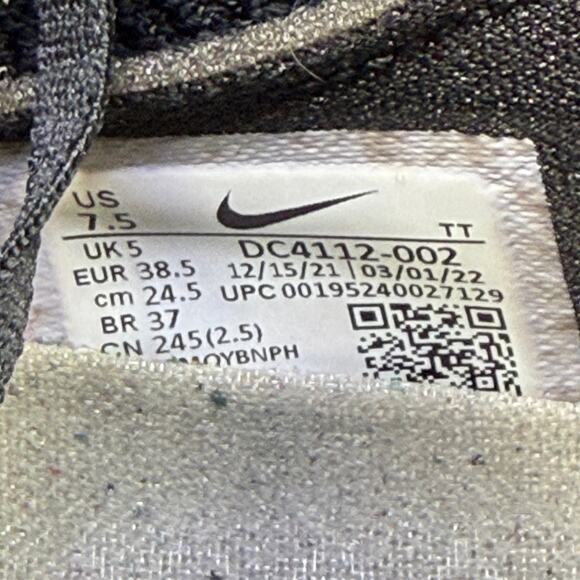 US
7.5
TT
UK 5 DC4112-002
EUR 38.5 12/15/21 | 03/01/22
cm 24.5 UPC 00195240027129
BR 37
CN 245(2.5)